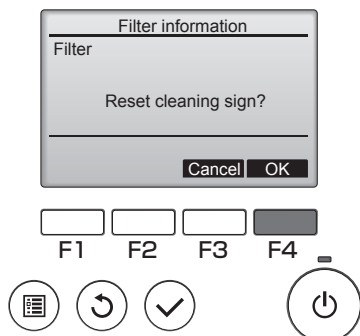 Filter information
Filter
Reset cleaning sign?
Cancel OK
F1 F2 F3 F4